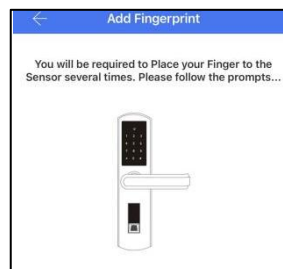 Add Fingerprint
You will be required to Place your Finger to the
Sensor several times. Please follow the prompts...